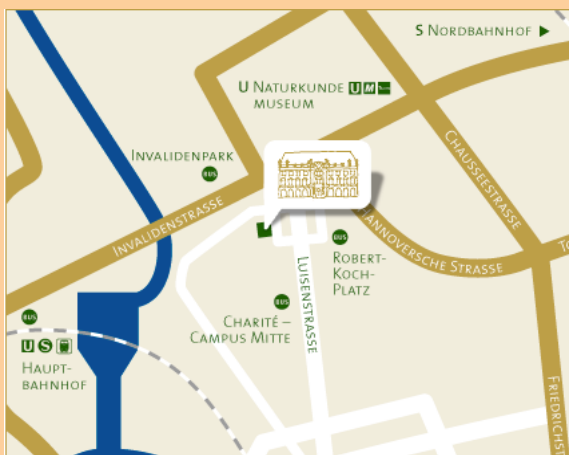 S NORDBAHNHOF
U NATURKUNDE U M
MUSEUM
INVALIDENPARK
BUS
CHAUSSEESTRASSE
INVALIDENSTRASSE
HANNOVERSCHE STRASSE
BUS
ROBERT-
KOCH-
PLATZ
LUISENSTRASSE
BUS
CHARITÉ –
CAMPUS MITTE
BUS
U S
HAUPT-
BAHNHOF